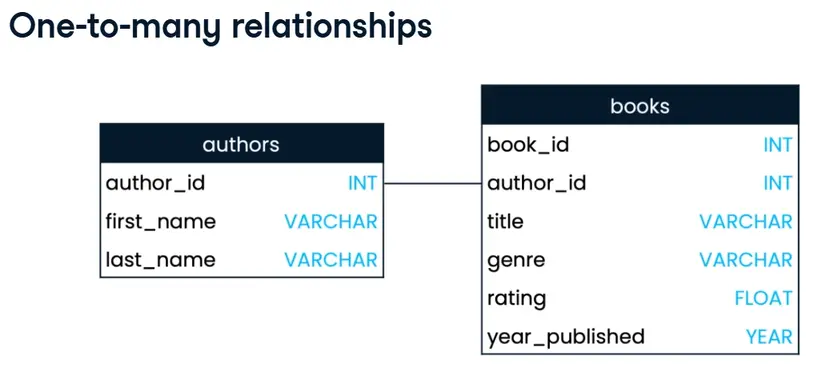 One-to-many relationships
authors
author_id INT
first_name VARCHAR
last_name VARCHAR
books
book_id INT
author_id INT
title VARCHAR
genre VARCHAR
rating FLOAT
year_published YEAR